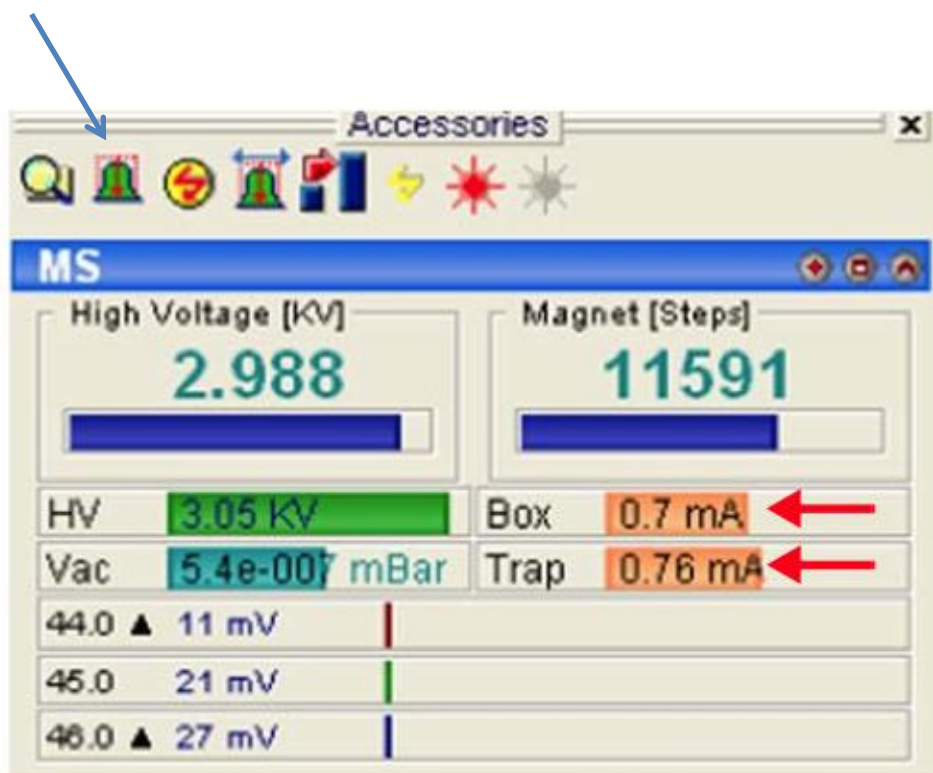 Accessories
MS
High Voltage [KV] Magnet [Steps]
2.988 11591
HV 3.05 KV Box 0.7 mA
Vac 5.4e-007 mBar Trap 0.76 mA
44.0 ▲ 11 mV
45.0 21 mV
46.0 ▲ 27 mV